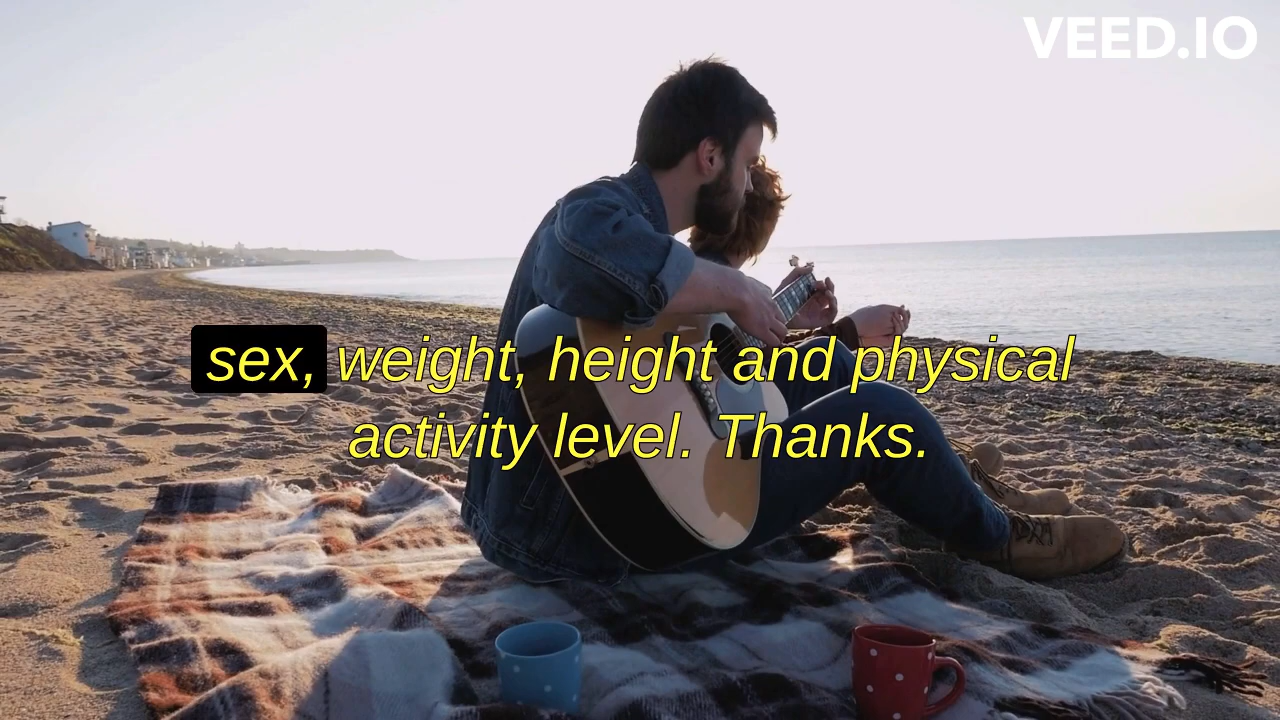 VEED.IO
sex, weight, height and physical
activity level. Thanks.